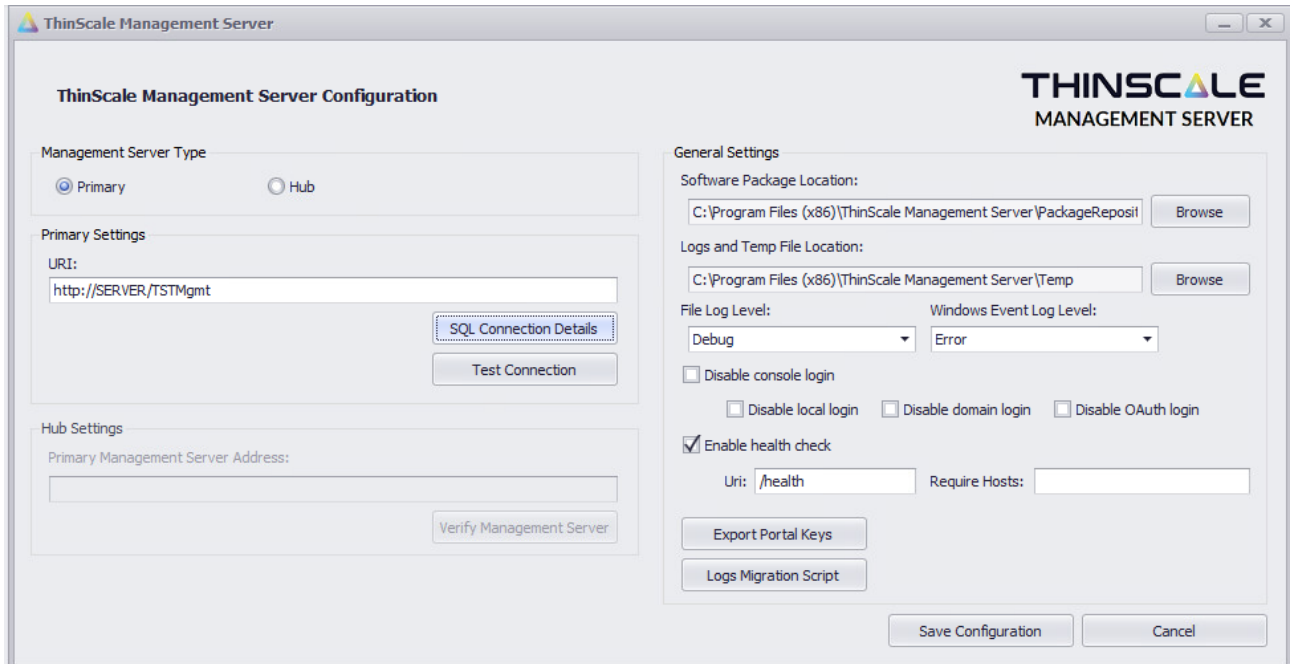 ThinScale Management Server
ThinScale Management Server Configuration
THINSCALE
MANAGEMENT SERVER
Management Server Type
Primary
Hub
Primary Settings
URI:
http://SERVER/TSTMgmt
SQL Connection Details
Test Connection
Hub Settings
Primary Management Server Address:
Verify Management Server
General Settings
Software Package Location:
C:\Program Files (x86)\ThinScale Management Server\PackageReposit
Browse
Logs and Temp File Location:
C:\Program Files (x86)\ThinScale Management Server\Temp
Browse
File Log Level:
Windows Event Log Level:
Debug
Error
Disable console login
Disable local login
Disable domain login
Disable OAuth login
Enable health check
Uri:
/health
Require Hosts:
Export Portal Keys
Logs Migration Script
Save Configuration
Cancel